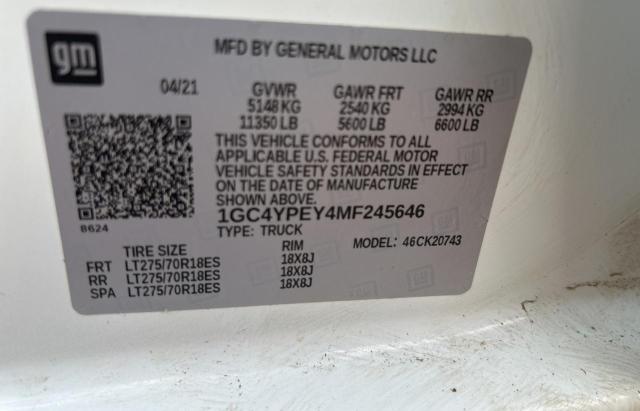 gm
MFD BY GENERAL MOTORS LLC
04/21 GVWR GAWR FRT GAWR RR
5148 KG 2540 KG 2994 KG
11350 LB 5600 LB 6600 LB
THIS VEHICLE CONFORMS TO ALL
APPLICABLE U.S. FEDERAL MOTOR
VEHICLE SAFETY STANDARDS IN EFFECT
ON THE DATE OF MANUFACTURE
SHOWN ABOVE.
8624
1GC4YPEY4MF245646
TYPE: TRUCK
MODEL: 46CK20743
TIRE SIZE RIM
FRT LT275/70R18ES 18X8J
RR LT275/70R18ES 18X8J
SPA LT275/70R18ES 18X8J